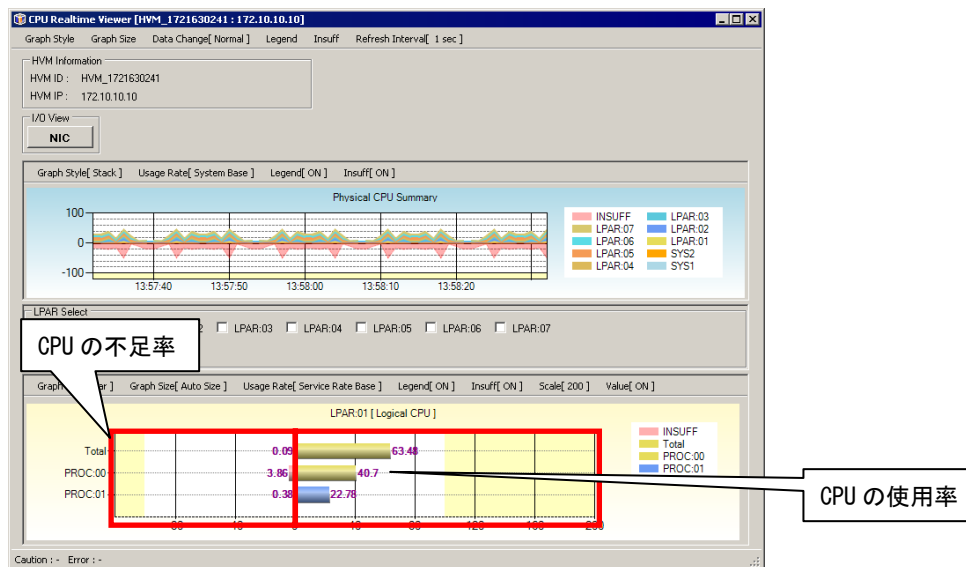 CPU Realtime Viewer [HVM_1721630241 : 172.10.10.10]
Graph Style Graph Size Data Change[ Normal ] Legend Insuff Refresh Interval[ 1 sec ]
HVM Information
HVM ID : HVM_1721630241
HVM IP : 172.10.10.10
I/O View
NIC
Graph Style[ Stack ] Usage Rate[ System Base ] Legend[ ON ] Insuff[ ON ]
Physical CPU Summary
100
0
-100
13:57:40 13:57:50 13:58:00 13:58:10 13:58:20
INSUFF LPAR:03
LPAR:07 LPAR:02
LPAR:06 LPAR:01
LPAR:05 SYS2
LPAR:04 SYS1
LPAR Select
LPAR:03 LPAR:04 LPAR:05 LPAR:06 LPAR:07
CPU の不足率
Graph Size[ Auto Size ] Usage Rate[ Service Rate Base ] Legend[ ON ] Insuff[ ON ] Scale[ 200 ] Value[ ON ]
LPAR:01 [ Logical CPU ]
Total 0.09 63.48
PROC:00 3.86 40.7
PROC:01 0.38 22.78
INSUFF
Total
PROC:00
PROC:01
CPU の使用率
Caution : - Error : -